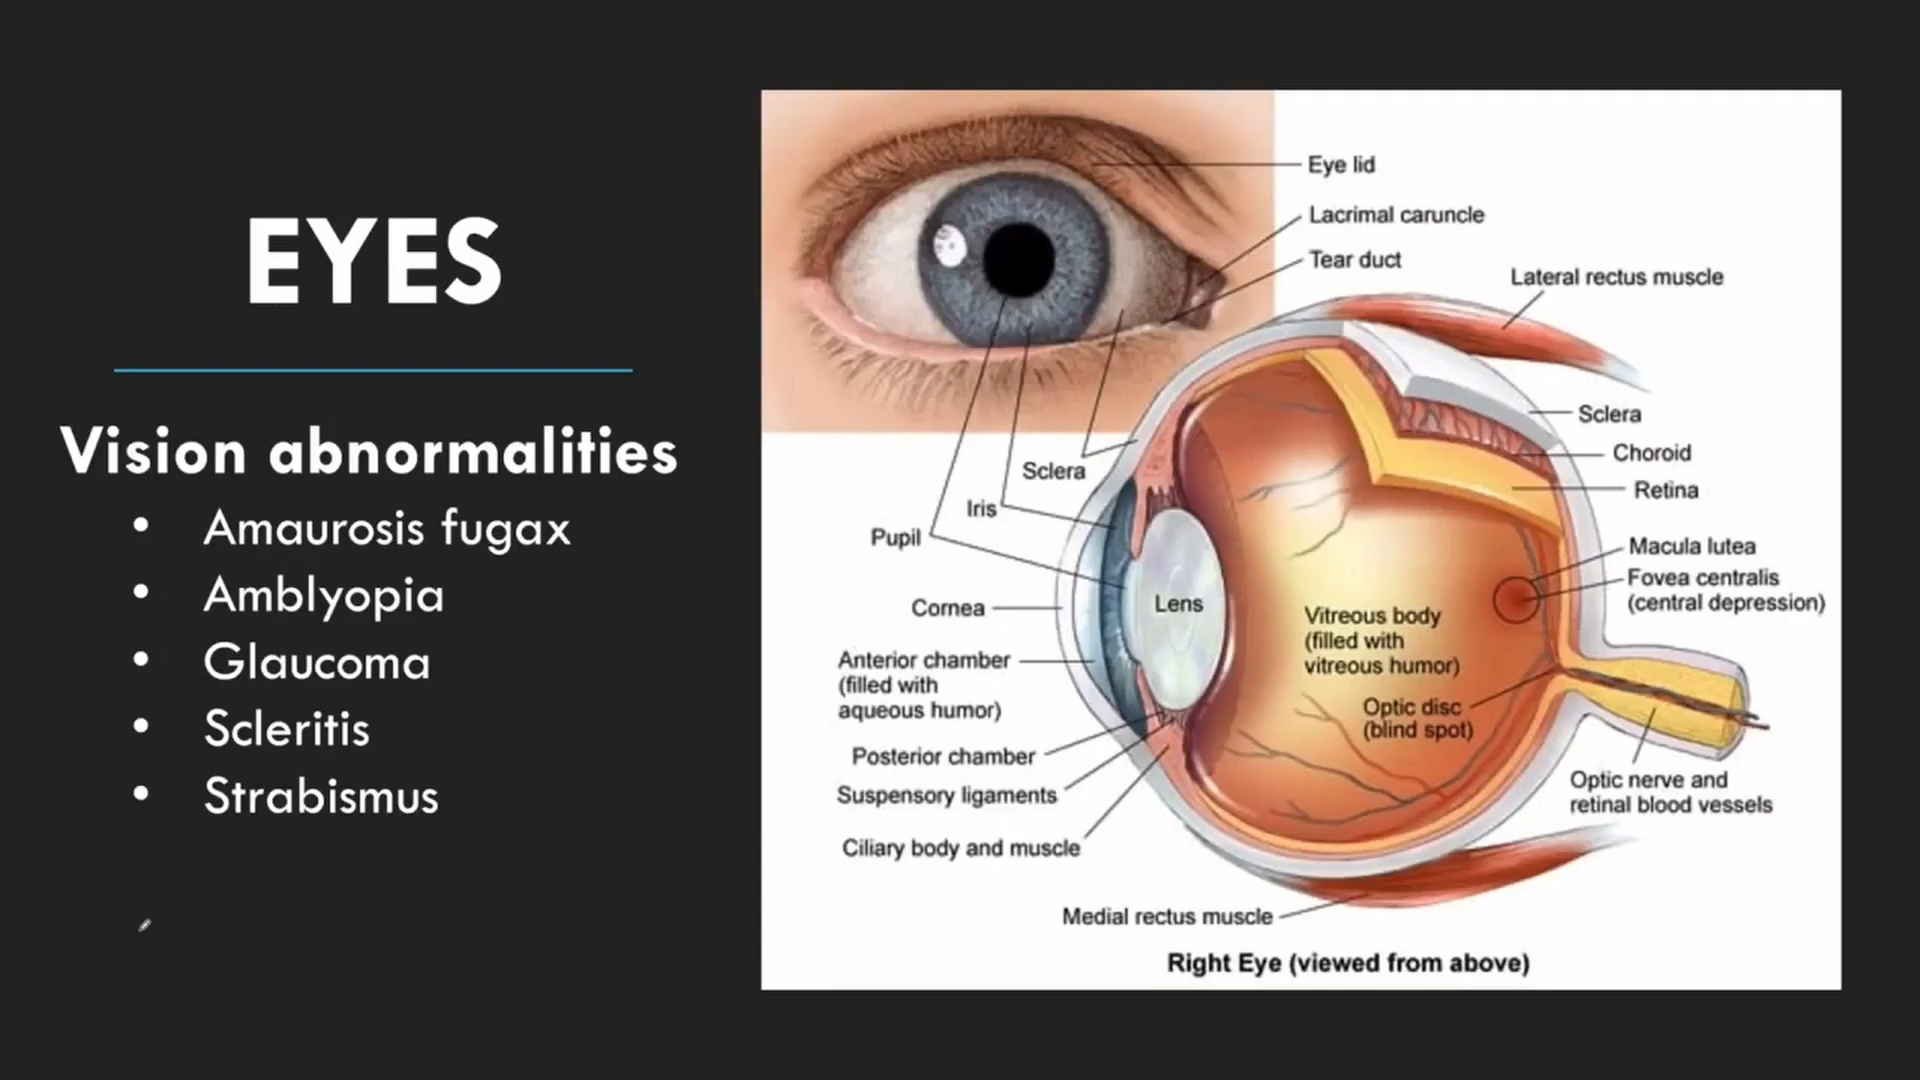 EYES
Vision abnormalities
• Amaurosis fugax
• Amblyopia
• Glaucoma
• Scleritis
• Strabismus
Eye lid
Lacrimal caruncle
Tear duct
Lateral rectus muscle
Sclera
Choroid
Retina
Macula lutea
Fovea centralis
(central depression)
Sclera
Iris
Pupil
Cornea
Lens
Vitreous body
(filled with
vitreous humor)
Anterior chamber
(filled with
aqueous humor)
Optic disc
(blind spot)
Posterior chamber
Suspensory ligaments
Ciliary body and muscle
Optic nerve and
retinal blood vessels
Medial rectus muscle
Right Eye (viewed from above)